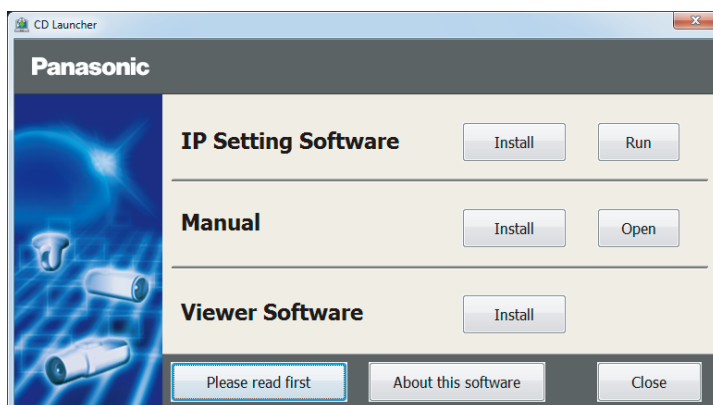 CD Launcher
Panasonic
IP Setting Software Install Run
Manual Install Open
Viewer Software Install
Please read first About this software Close